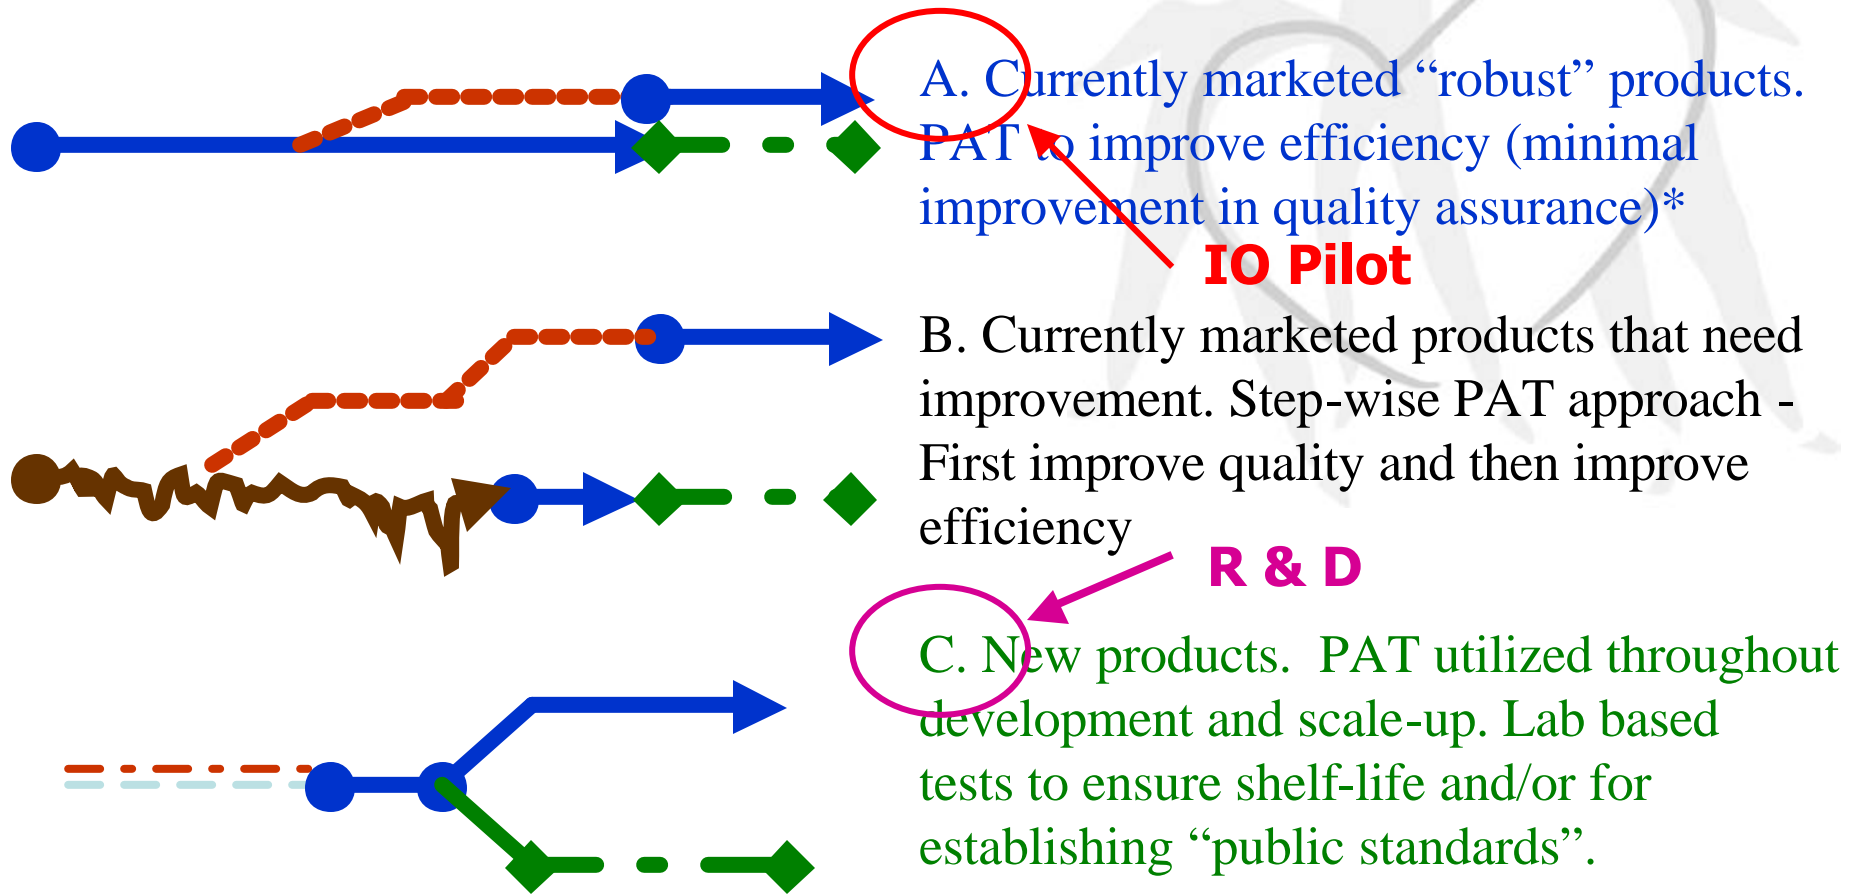 A. Currently marketed “robust” products.
PAT to improve efficiency (minimal
improvement in quality assurance)*
IO Pilot
B. Currently marketed products that need
improvement. Step-wise PAT approach -
First improve quality and then improve
efficiency
R & D
C. New products.  PAT utilized throughout
development and scale-up. Lab based
tests to ensure shelf-life and/or for
establishing “public standards”.